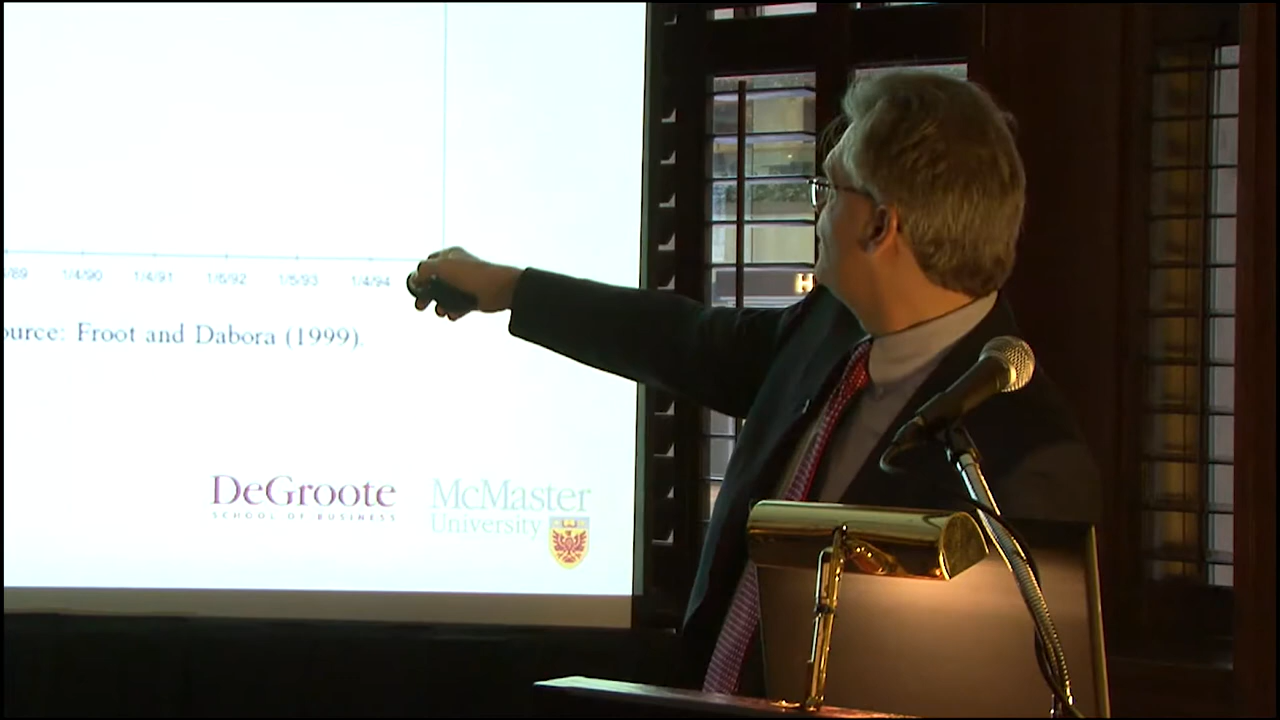 /89 1/4/90 1/4/91 1/6/92 1/5/93 1/4/94
ource: Froot and Dabora (1999).
DeGroote
SCHOOL OF BUSINESS
McMaster
University
H